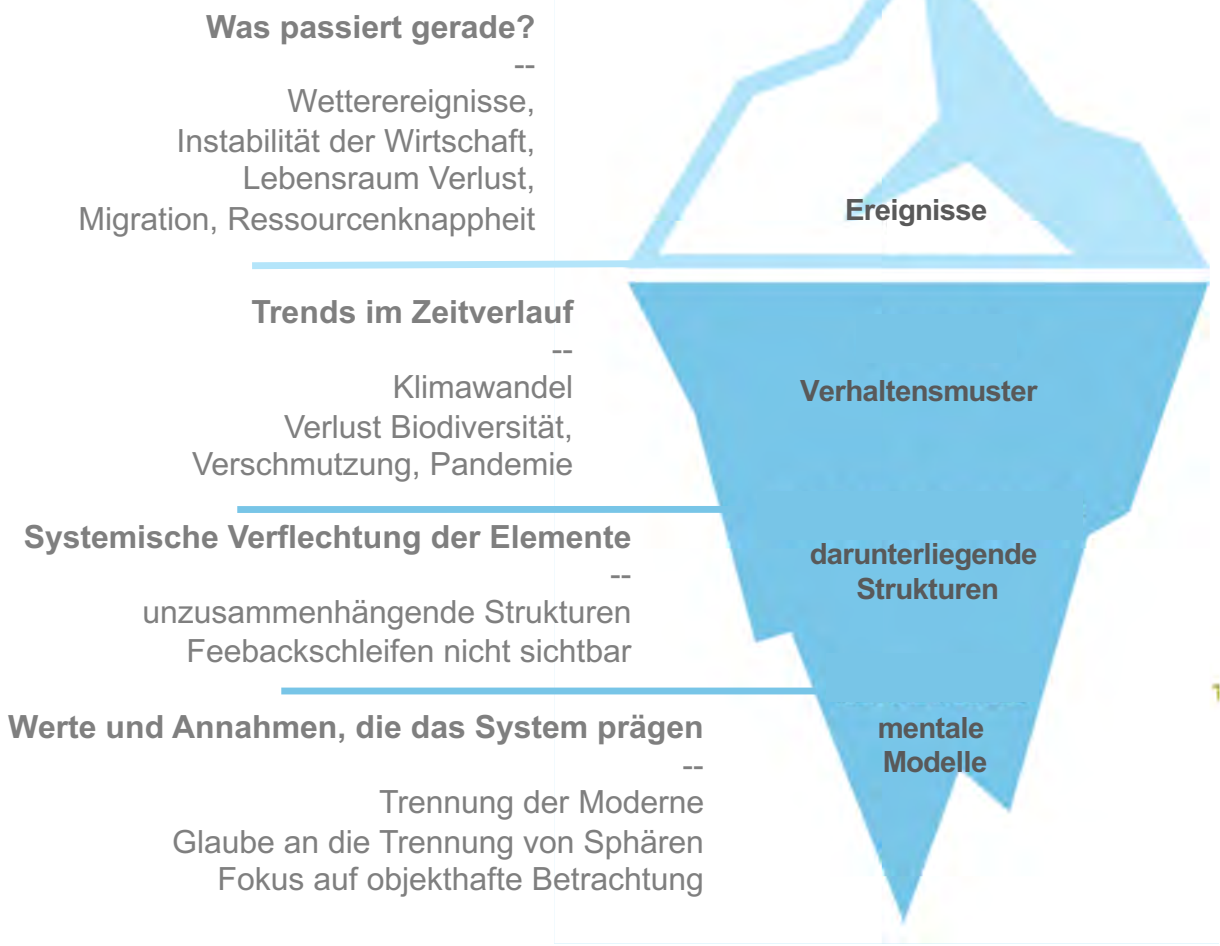 Was passiert gerade?
--
Wetterereignisse,
Instabilität der Wirtschaft,
Lebensraum Verlust,
Migration, Ressourcenknappheit
Ereignisse
Trends im Zeitverlauf
--
Klimawandel
Verlust Biodiversität,
Verschmutzung, Pandemie
Verhaltensmuster
Systemische Verflechtung der Elemente
--
unzusammenhängende Strukturen
Feebackschleifen nicht sichtbar
darunterliegende
Strukturen
Werte und Annahmen, die das System prägen
--
Trennung der Moderne
Glaube an die Trennung von Sphären
Fokus auf objekthafte Betrachtung
mentale
Modelle